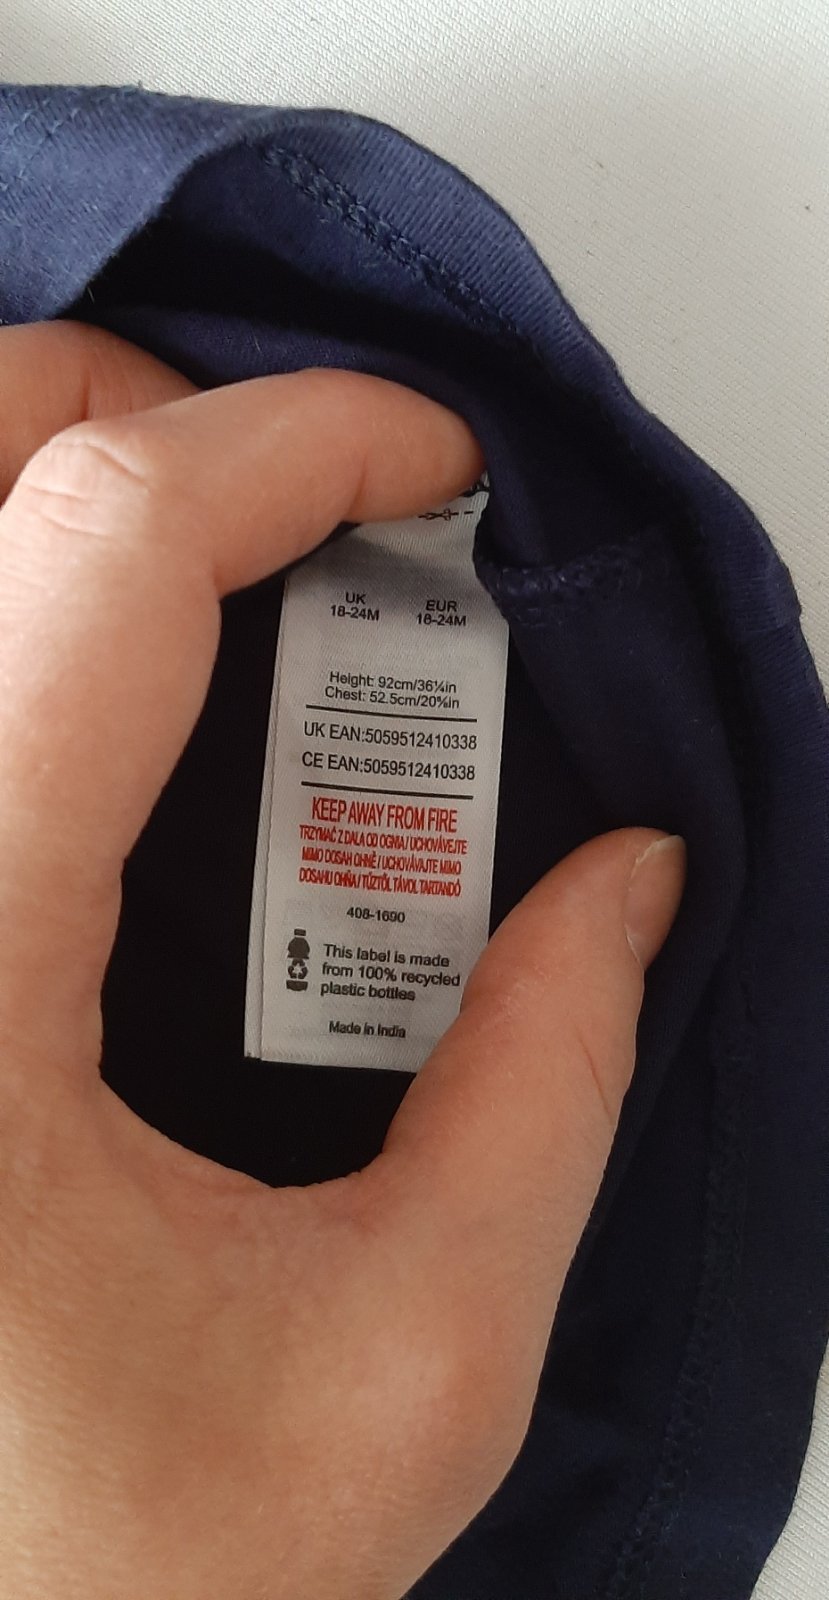 UK EUR
18-24M 18-24M
Height: 92cm/36¼in
Chest: 52.5cm/20⅝in
UK EAN:5059512410338
CE EAN:5059512410338
KEEP AWAY FROM FIRE
TRZYMAĆ Z DALA OD OGNIA/UCHOVÁVEJTE
MIMO DOSAH OHNĚ/UCHOVÁVAJTE MIMO
DOSAHU OHŇA/TŰZTŐL TÁVOL TARTANDÓ
408-1690
This label is made
from 100% recycled
plastic bottles
Made in India